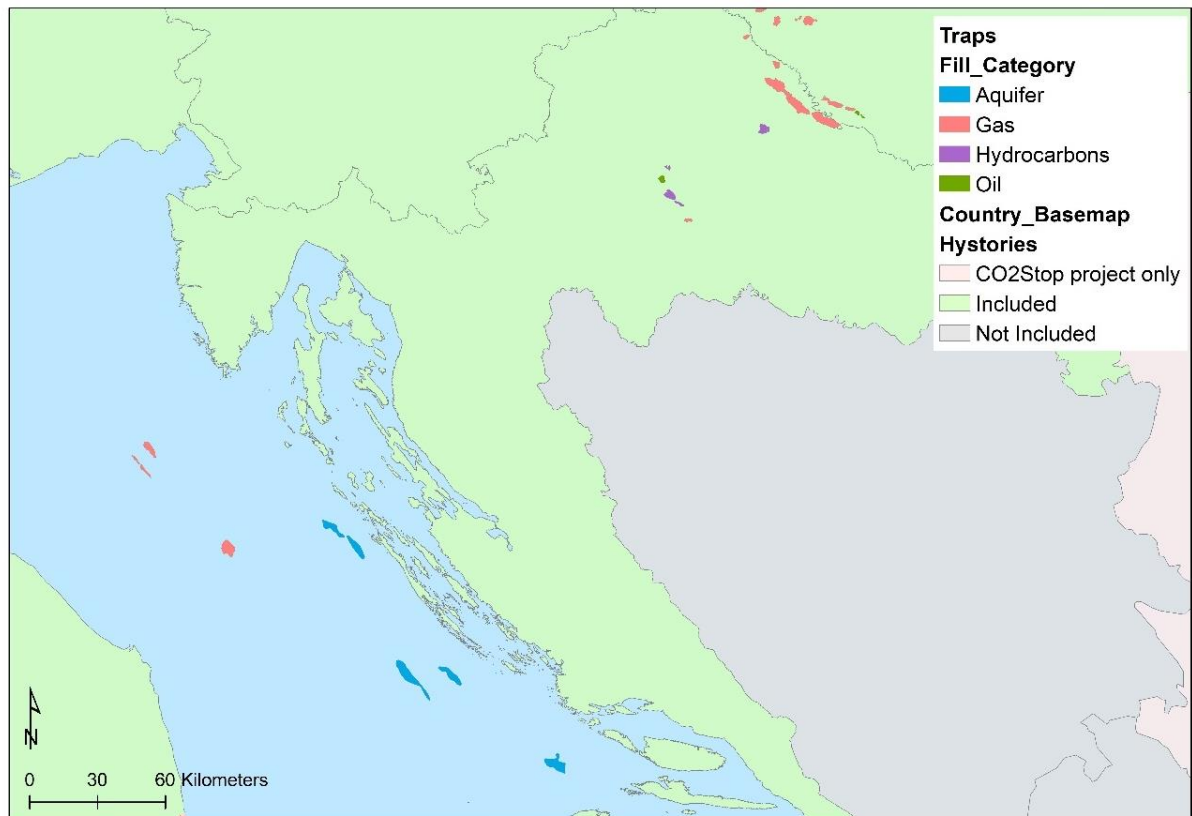 Traps
Fill_Category
Aquifer
Gas
Hydrocarbons
Oil
Country_Basemap
Hystories
CO2Stop project only
Included
Not Included
N
0 30 60 Kilometers